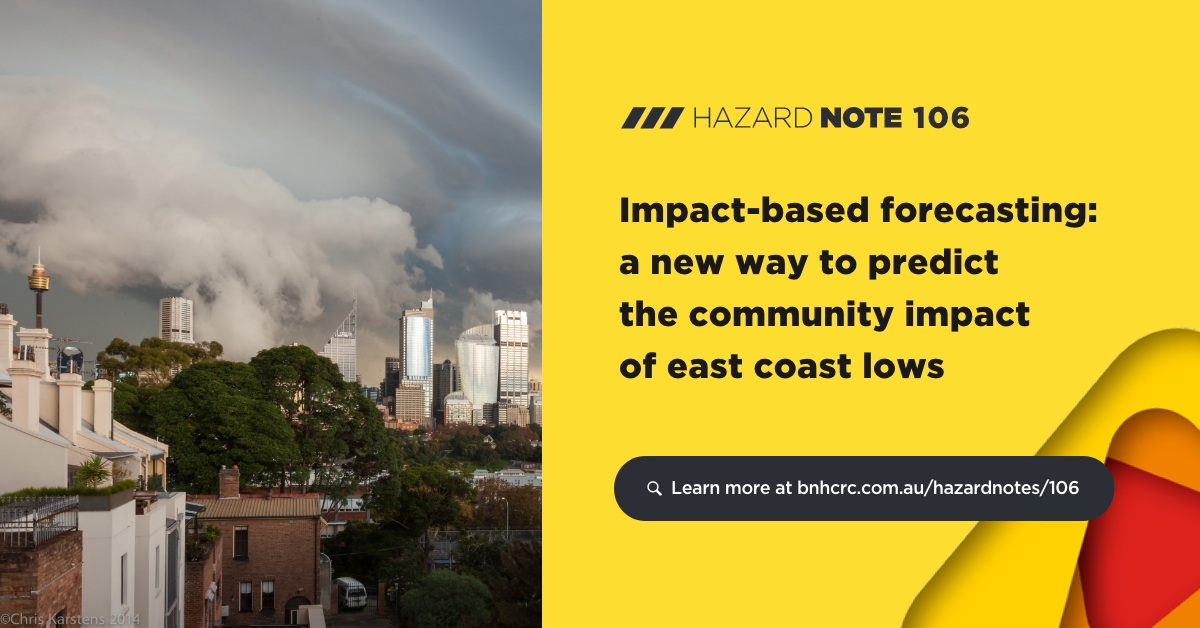 HAZARD NOTE 106
Impact-based forecasting:
a new way to predict
the community impact
of east coast lows
Learn more at bnhcrc.com.au/hazardnotes/106
©Chris Karstens 2014